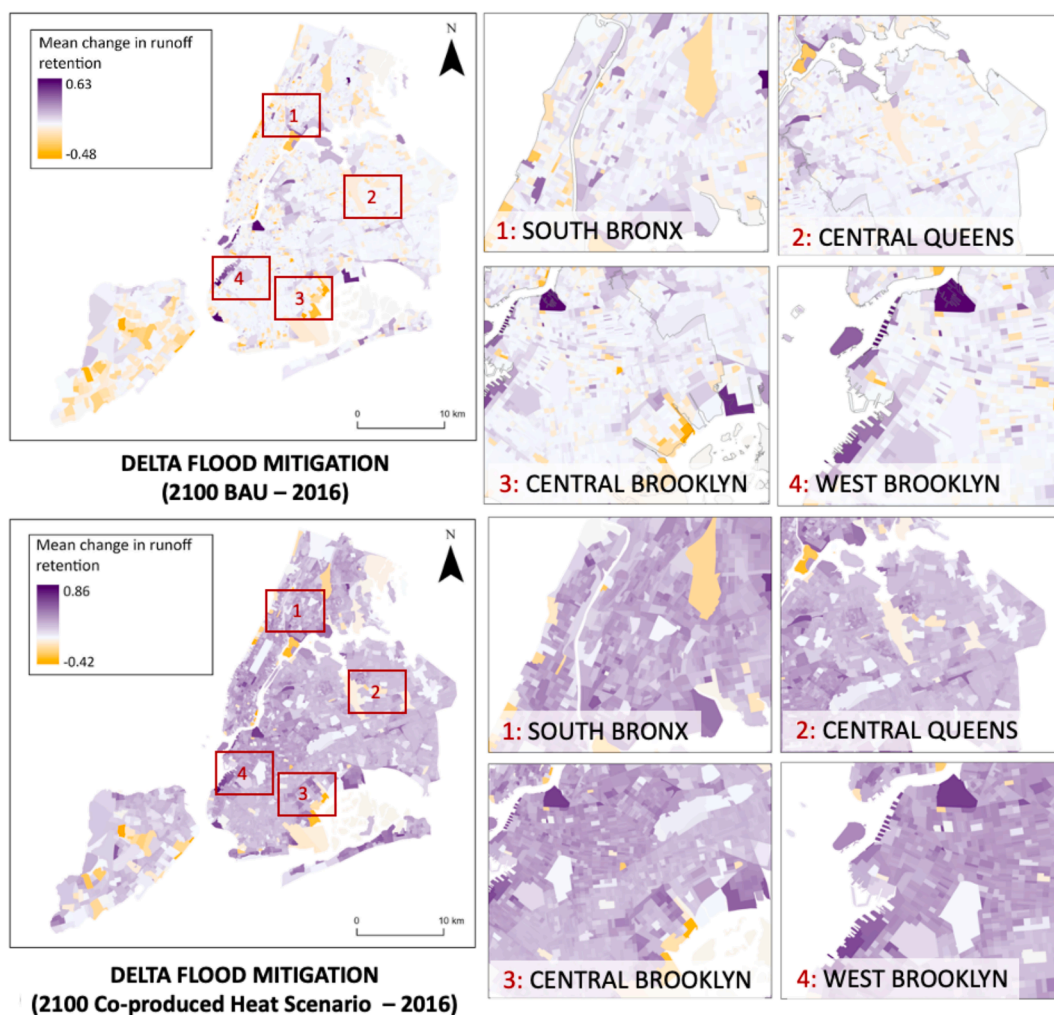 Mean change in runoff
retention
0.63
-0.48
N
1
2
3
4
0
10 km
DELTA FLOOD MITIGATION
(2100 BAU – 2016)
1: SOUTH BRONX
2: CENTRAL QUEENS
3: CENTRAL BROOKLYN
4: WEST BROOKLYN
Mean change in runoff
retention
0.86
-0.42
N
1
2
3
4
0
10 km
DELTA FLOOD MITIGATION
(2100 Co-produced Heat Scenario – 2016)
1: SOUTH BRONX
2: CENTRAL QUEENS
3: CENTRAL BROOKLYN
4: WEST BROOKLYN